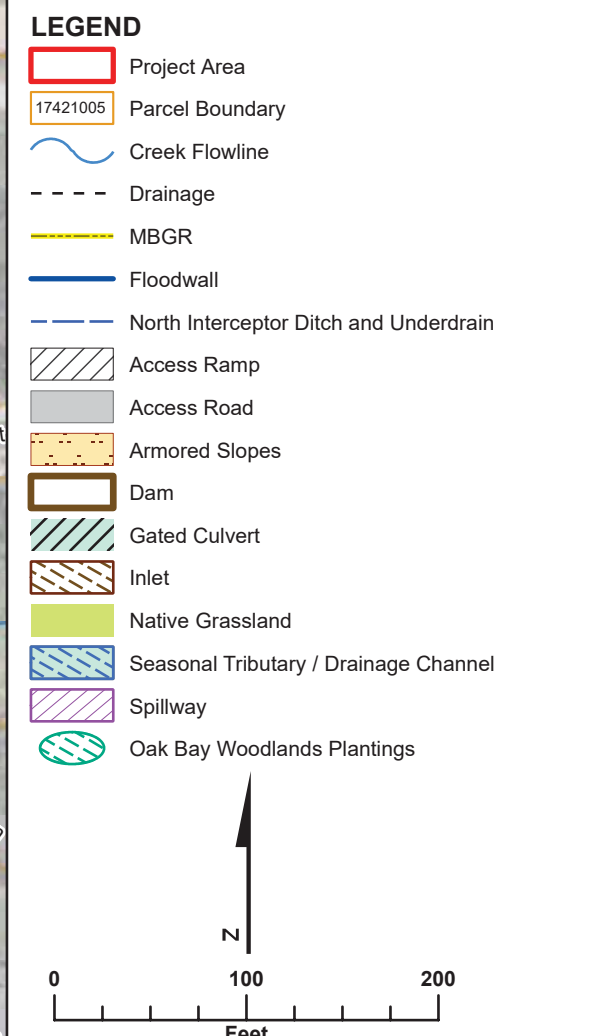 LEGEND
Project Area
17421005 Parcel Boundary
Creek Flowline
Drainage
MBGR
Floodwall
North Interceptor Ditch and Underdrain
Access Ramp
Access Road
Armored Slopes
Dam
Gated Culvert
Inlet
Native Grassland
Seasonal Tributary / Drainage Channel
Spillway
Oak Bay Woodlands Plantings
N
0 100 200
Feet